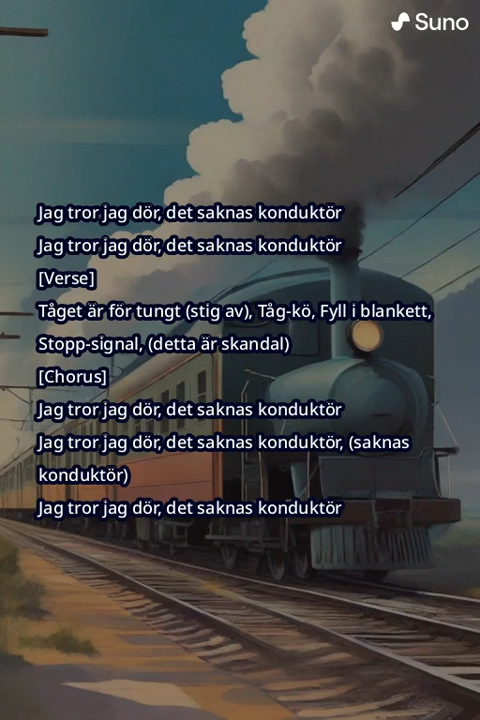 Suno
Jag tror jag dör, det saknas konduktör
Jag tror jag dör, det saknas konduktör
[Verse]
Tåget är för tungt (stig av), Tåg-kö, Fyll i blankett,
Stopp-signal, (detta är skandal)
[Chorus]
Jag tror jag dör, det saknas konduktör
Jag tror jag dör, det saknas konduktör, (saknas
konduktör)
Jag tror jag dör, det saknas konduktör